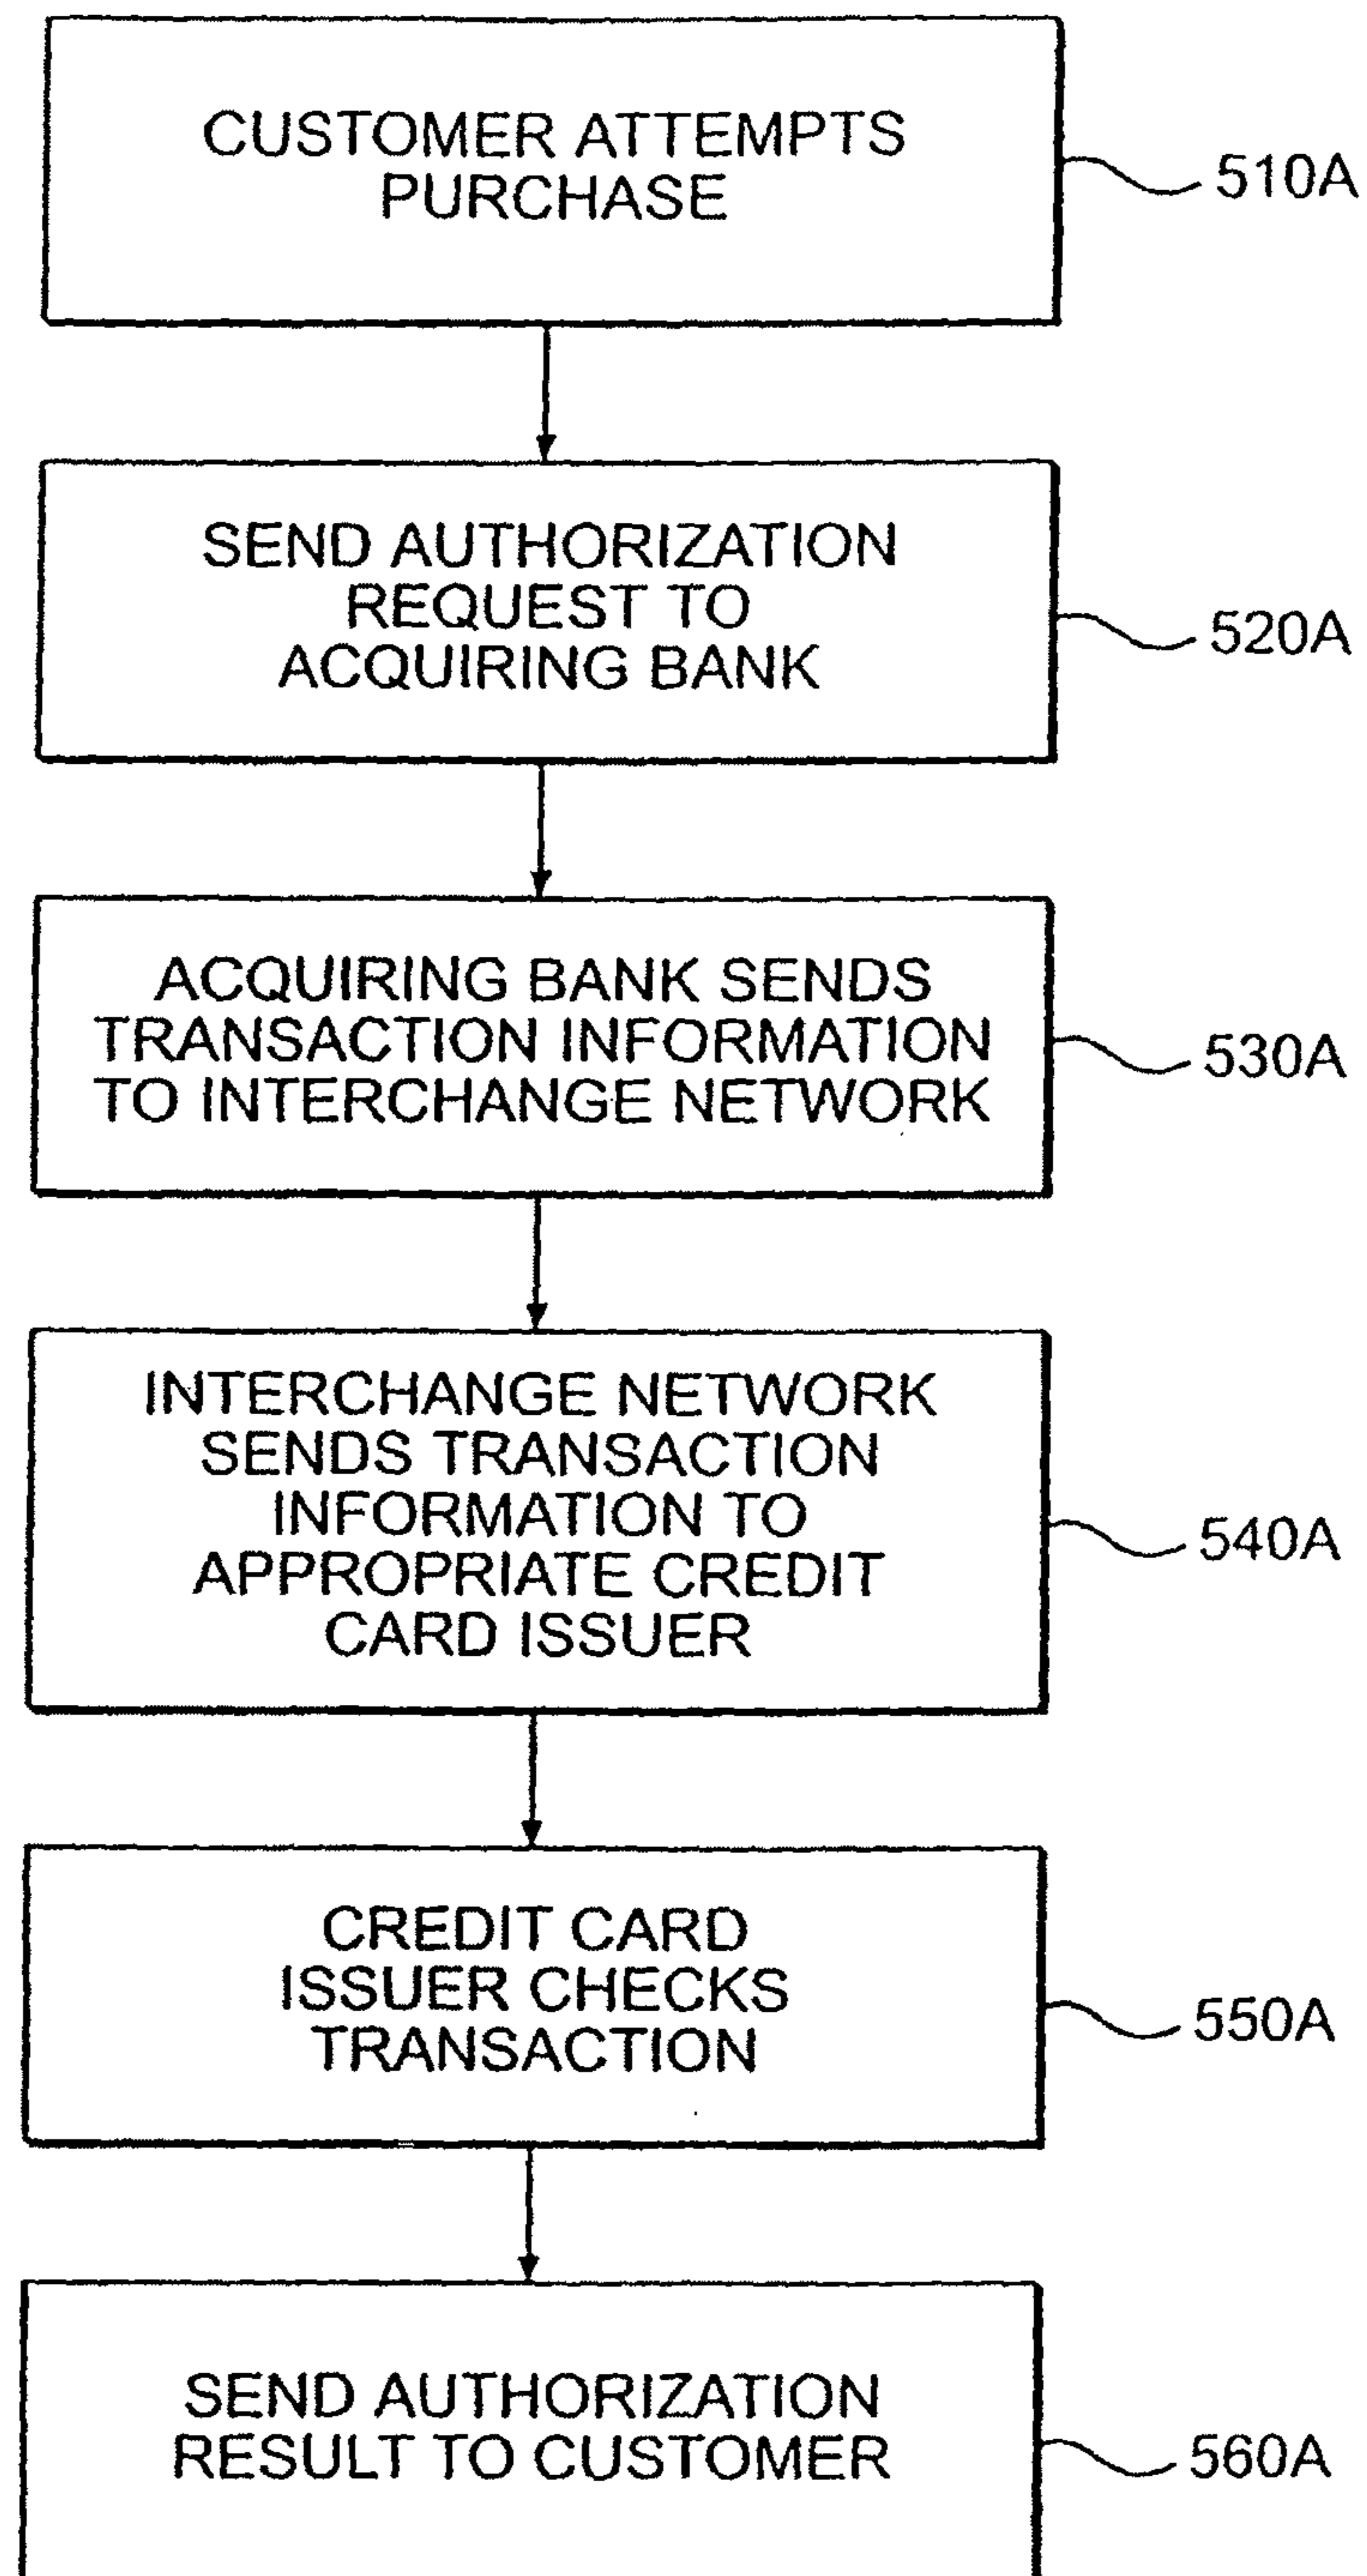 CUSTOMER ATTEMPTS
PURCHASE
510A
SEND AUTHORIZATION
REQUEST TO
ACQUIRING BANK
520A
ACQUIRING BANK SENDS
TRANSACTION INFORMATION
TO INTERCHANGE NETWORK
530A
INTERCHANGE NETWORK
SENDS TRANSACTION
INFORMATION TO
APPROPRIATE CREDIT
CARD ISSUER
540A
CREDIT CARD
ISSUER CHECKS
TRANSACTION
550A
SEND AUTHORIZATION
RESULT TO CUSTOMER
560A